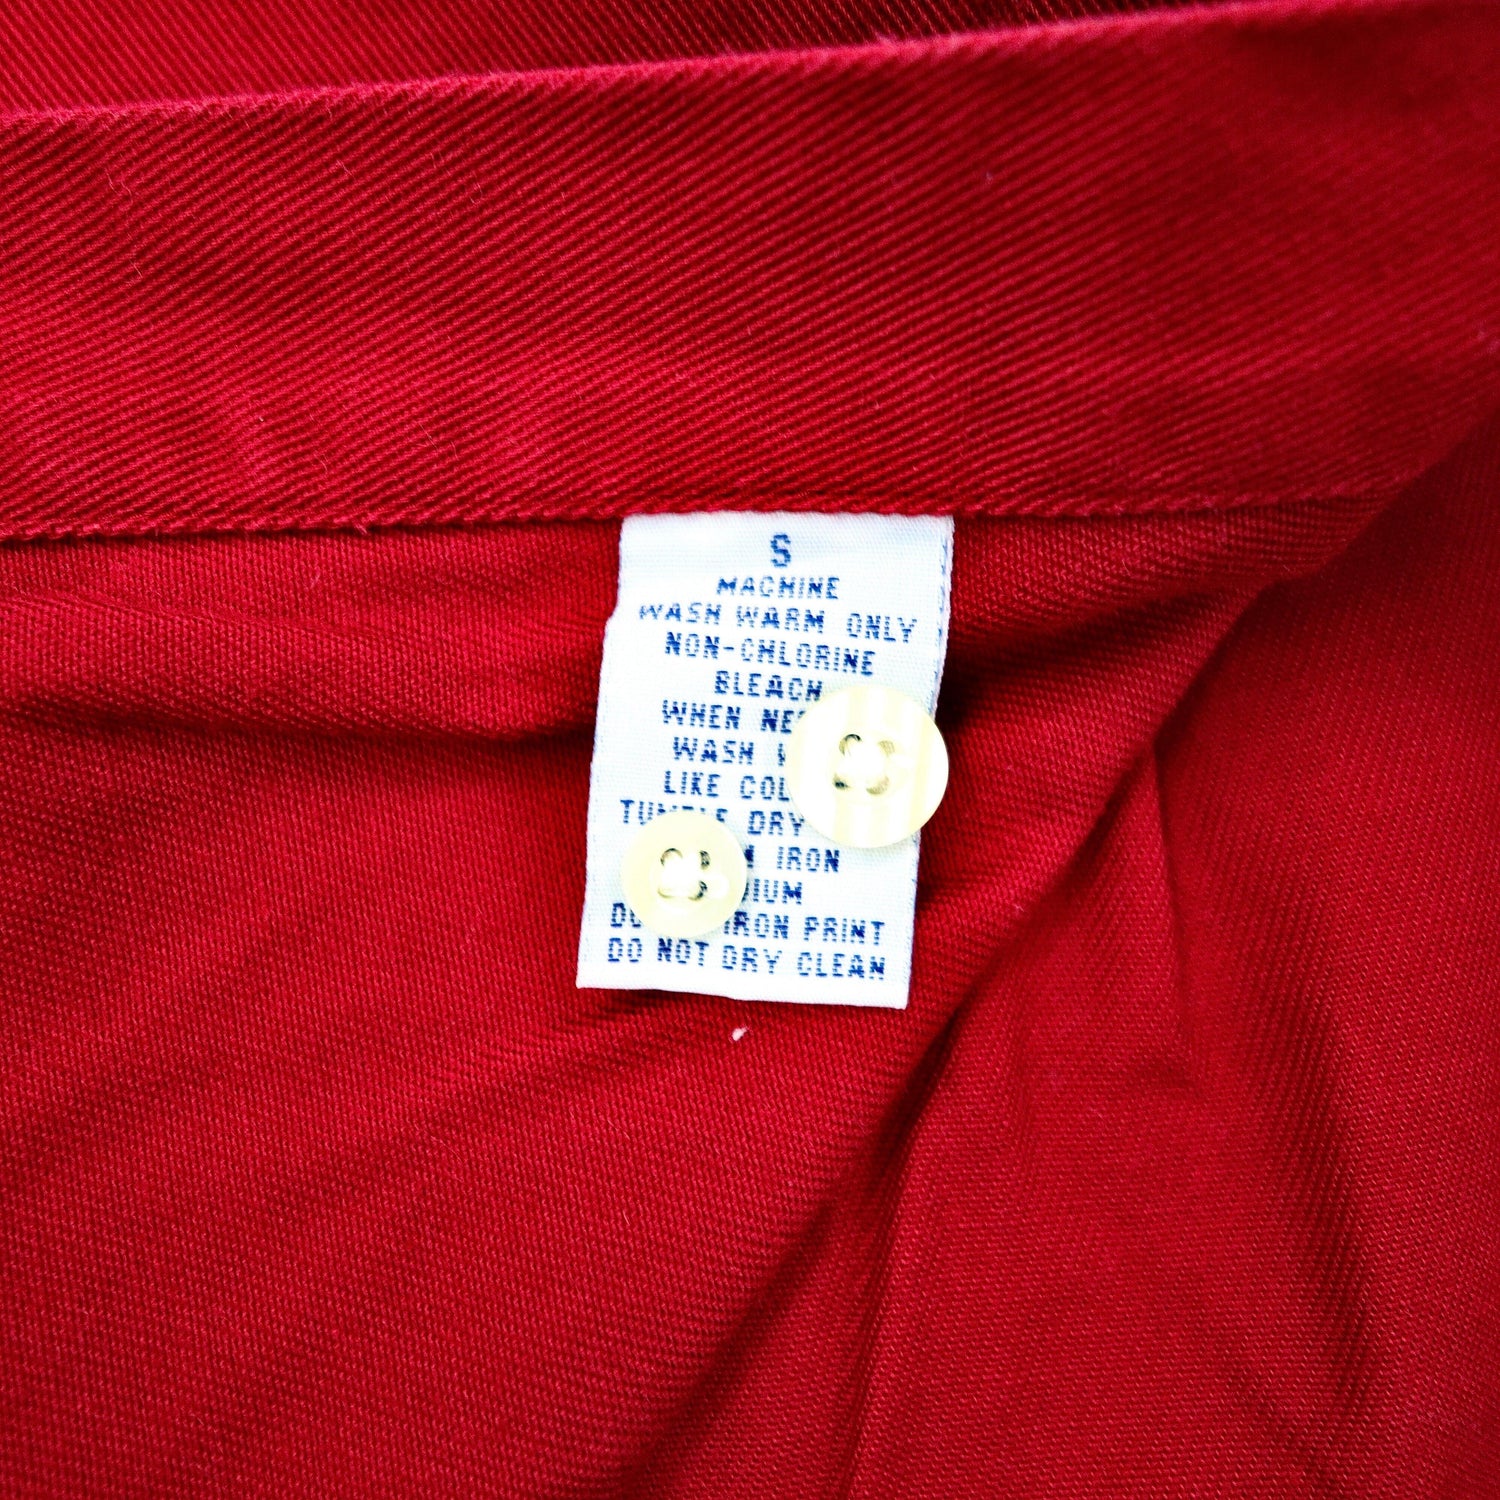 S
MACHINE
WASH WARM ONLY
NON-CHLORINE
BLEACH
WHEN
WASH
LIKE
DRY
IRON
IRON PRINT
DO NOT DRY CLEAN